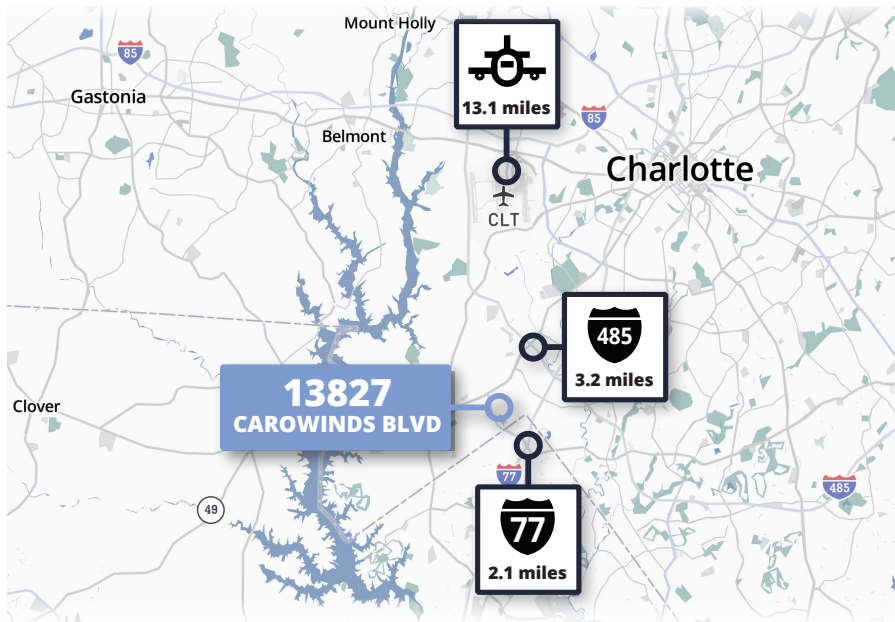 Mount Holly
85
Gastonia
13.1 miles
85
Belmont
Charlotte
CLT
485
3.2 miles
13827
CAROWINDS BLVD
Clover
77
485
49
77
2.1 miles